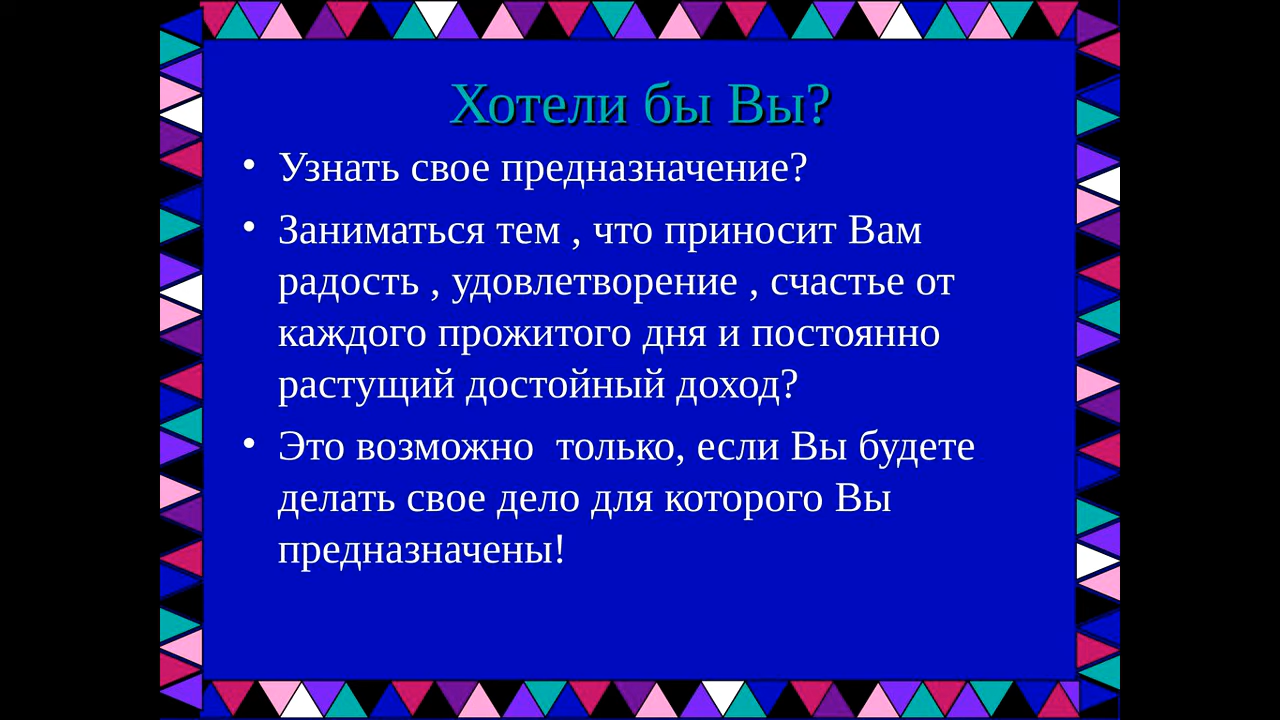 Хотели бы Вы?
• Узнать свое предназначение?
• Заниматься тем , что приносит Вам
радость , удовлетворение , счастье от
каждого прожитого дня и постоянно
растущий достойный доход?
• Это возможно  только, если Вы будете
делать свое дело для которого Вы
предназначены!